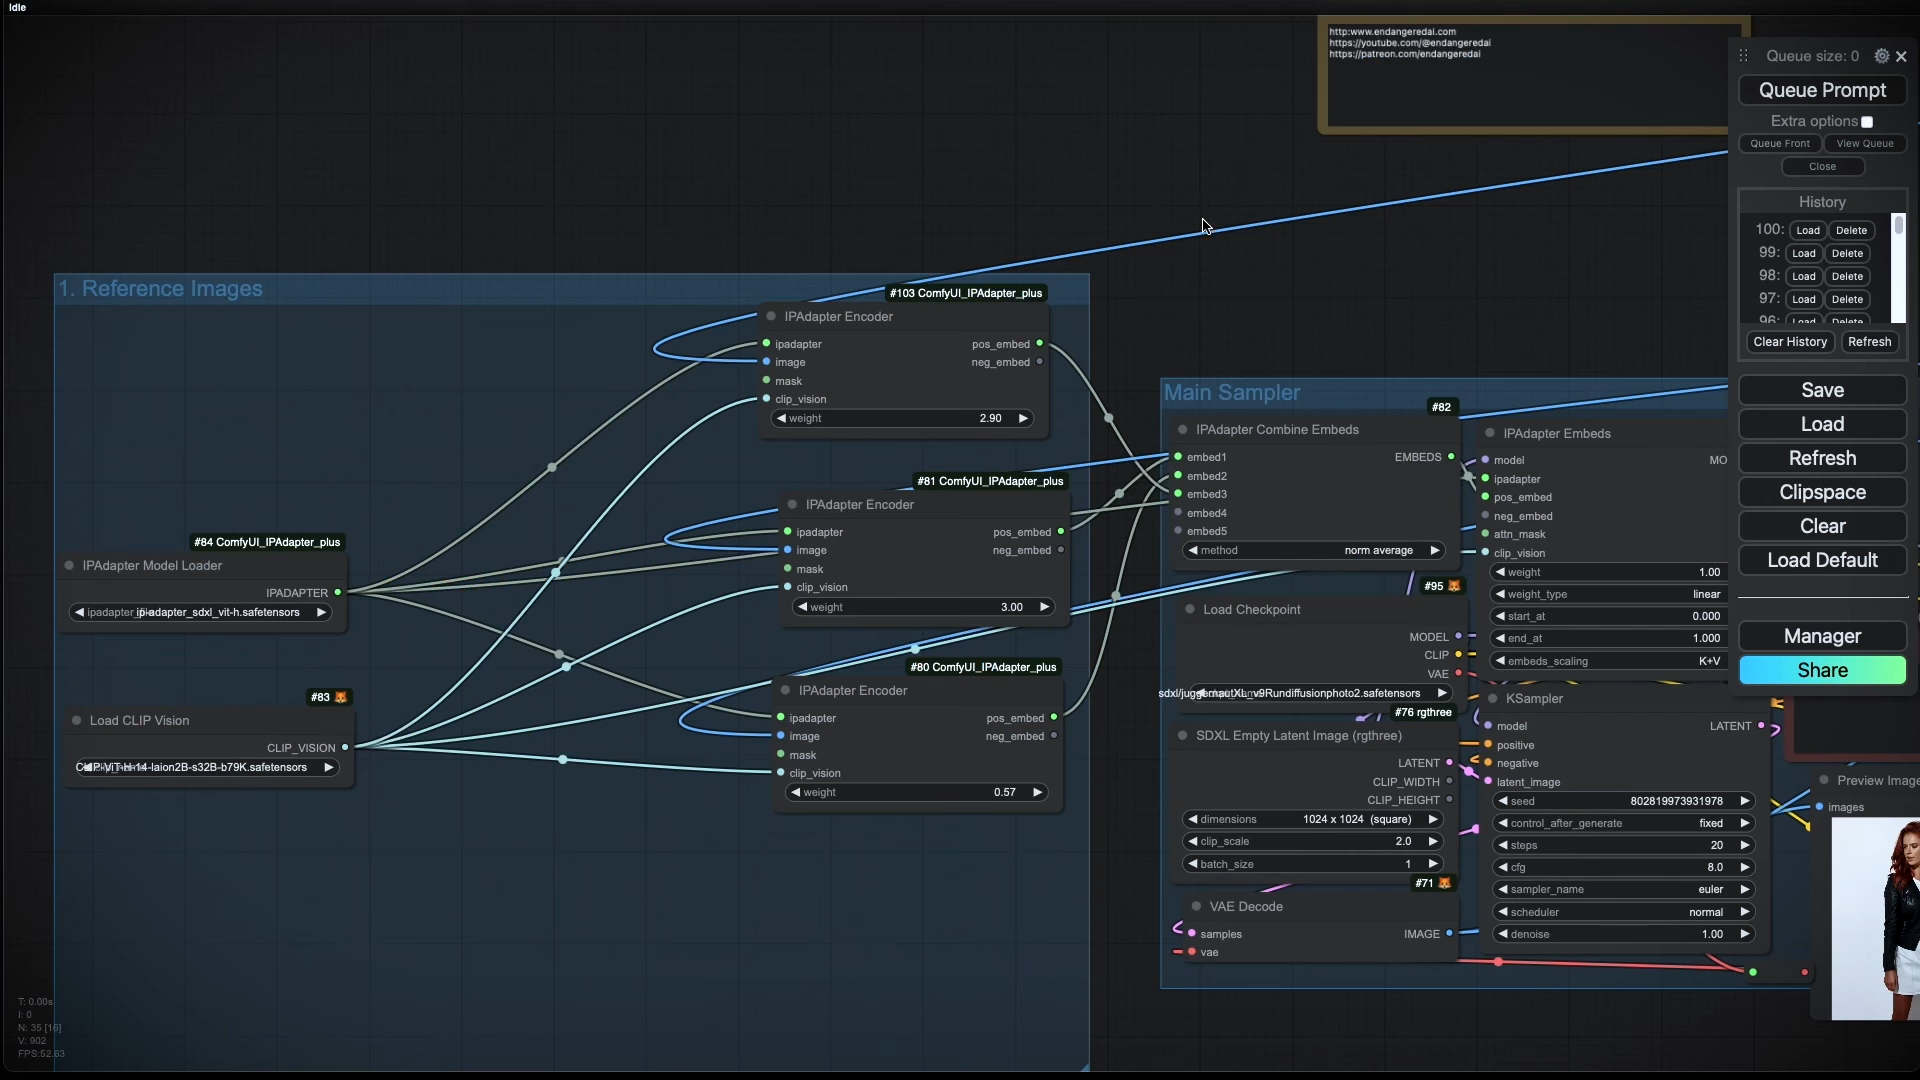 Idle
http:www.endangeredai.com
https://youtube.com/@endangeredai
https://patreon.com/endangeredai
Queue size: 0
Queue Prompt
Extra options
Queue Front
View Queue
Close
History
100: Load Delete
99: Load Delete
98: Load Delete
97: Load Delete
96: Load Delete
Clear History Refresh
Save
Load
Refresh
Clipspace
Clear
Load Default
Manager
Share
1. Reference Images
#103 ComfyUI_IPAdapter_plus
IPAdapter Encoder
ipadapter pos_embed
image neg_embed
mask
clip_vision
weight 2.90
#81 ComfyUI_IPAdapter_plus
IPAdapter Encoder
ipadapter pos_embed
image neg_embed
mask
clip_vision
weight 3.00
#84 ComfyUI_IPAdapter_plus
IPAdapter Model Loader
IPADAPTER
ip-adapter_sdxl_vit-h.safetensors
#80 ComfyUI_IPAdapter_plus
IPAdapter Encoder
ipadapter pos_embed
image neg_embed
mask
clip_vision
weight 0.57
#83
Load CLIP Vision
CLIP_VISION
CLIP-ViT-H-14-laion2B-s32B-b79K.safetensors
Main Sampler
#82
IPAdapter Combine Embeds
embed1 EMBEDS
embed2
embed3
embed4
embed5
method norm average
IPAdapter Embeds
model MO
ipadapter
pos_embed
neg_embed
attn_mask
clip_vision
weight 1.00
weight_type linear
start_at 0.000
end_at 1.000
embeds_scaling K+V
#95
Load Checkpoint
MODEL
CLIP
VAE
#76 rgthree
SDXL Empty Latent Image (rgthree)
LATENT
CLIP_WIDTH
CLIP_HEIGHT
dimensions 1024 x 1024 (square)
clip_scale 2.0
batch_size 1
#71
VAE Decode
samples IMAGE
vae
KSampler
model LATENT
positive
negative
latent_image
seed 802819973931978
control_after_generate fixed
steps 20
cfg 8.0
sampler_name euler
scheduler normal
denoise 1.00
Preview Image
images
T: 0.00s
I: 0
N: 35 [16]
V: 902
FPS:52.83